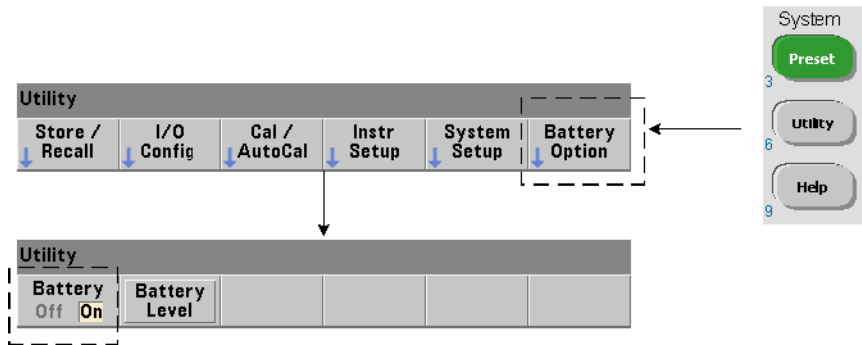 System
Preset
3
Utility
6
Help
9
Utility
Store / Recall
I/O Config
Cal / AutoCal
Instr Setup
System Setup
Battery Option
Utility
Battery
Off On
Battery Level